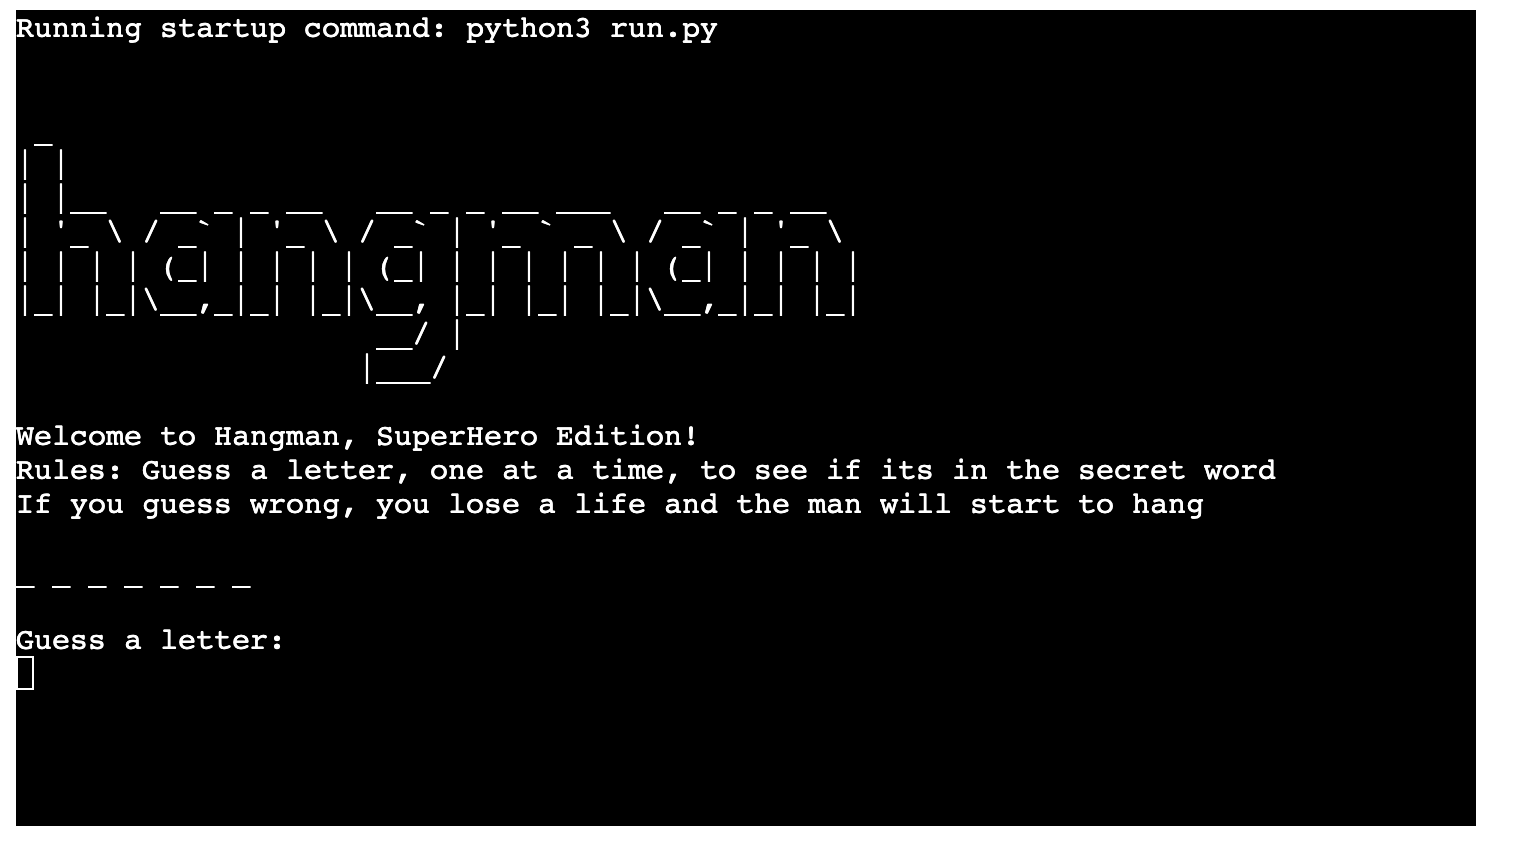 Running startup command: python3 run.py
hangman
Welcome to Hangman, SuperHero Edition!
Rules: Guess a letter, one at a time, to see if its in the secret word
If you guess wrong, you lose a life and the man will start to hang
_ _ _ _ _ _ _
Guess a letter: